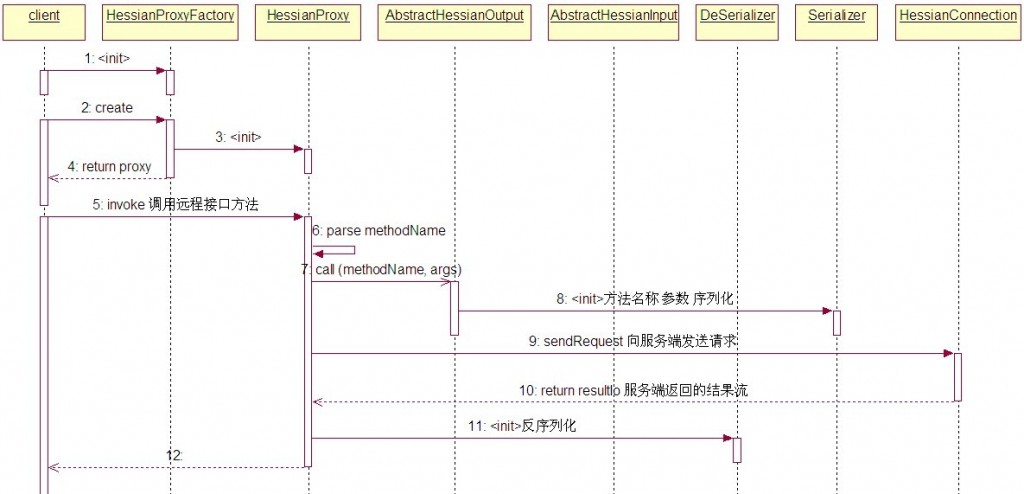 client
HessianProxyFactory
HessianProxy
AbstractHessianOutput
AbstractHessianInput
DeSerializer
Serializer
HessianConnection
1: <init>
2: create
3: <init>
4: return proxy
5: invoke 调用远程接口方法
6: parse methodName
7: call (methodName, args)
8: <init>方法名称 参数 序列化
9: sendRequest 向服务端发送请求
10: return resultIo 服务端返回的结果流
11: <init>反序列化
12: